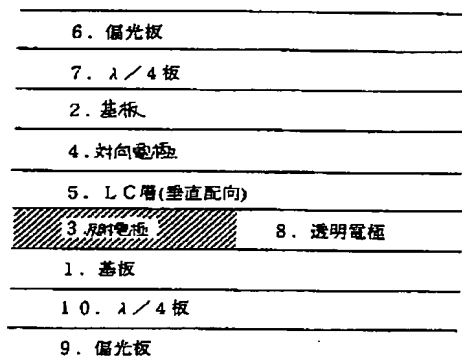 6. 偏光板
7. λ/4板
2. 基板
4. 対向電極
5. LC層(垂直配向)
3. 反射電極 8. 透明電極
1. 基板
10. λ/4板
9. 偏光板